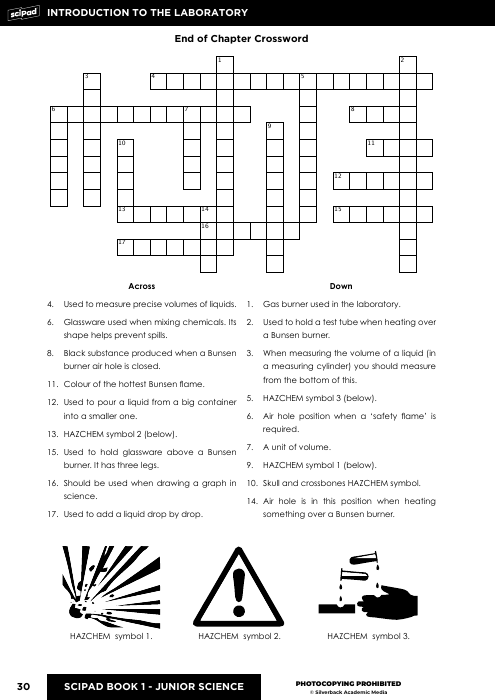 scipad INTRODUCTION TO THE LABORATORY
End of Chapter Crossword
1 2
3 4 5
6 7 8
9
10 11
12
13 14 15
16
17
Across
4. Used to measure precise volumes of liquids.
6. Glassware used when mixing chemicals. Its
shape helps prevent spills.
8. Black substance produced when a Bunsen
burner air hole is closed.
11. Colour of the hottest Bunsen flame.
12. Used to pour a liquid from a big container
into a smaller one.
13. HAZCHEM symbol 2 (below).
15. Used to hold glassware above a Bunsen
burner. It has three legs.
16. Should be used when drawing a graph in
science.
17. Used to add a liquid drop by drop.
Down
1. Gas burner used in the laboratory.
2. Used to hold a test tube when heating over
a Bunsen burner.
3. When measuring the volume of a liquid (in
a measuring cylinder) you should measure
from the bottom of this.
5. HAZCHEM symbol 3 (below).
6. Air hole position when a ‘safety flame’ is
required.
7. A unit of volume.
9. HAZCHEM symbol 1 (below).
10. Skull and crossbones HAZCHEM symbol.
14. Air hole is in this position when heating
something over a Bunsen burner.
HAZCHEM symbol 1. HAZCHEM symbol 2. HAZCHEM symbol 3.
30 SCIPAD BOOK 1 - JUNIOR SCIENCE
PHOTOCOPYING PROHIBITED
© Silverback Academic Media